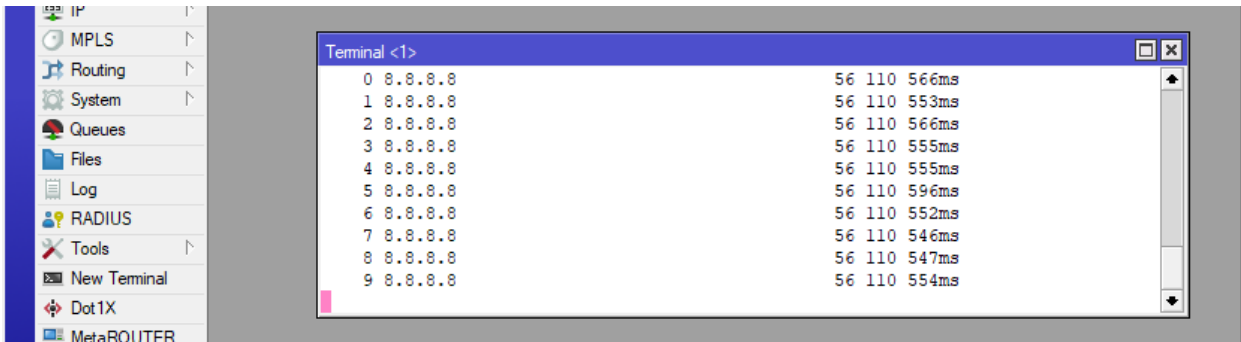 IP
MPLS
Routing
System
Queues
Files
Log
RADIUS
Tools
New Terminal
Dot1X
MetaROUTER
Terminal <1>
0 8.8.8.8 56 110 566ms
1 8.8.8.8 56 110 553ms
2 8.8.8.8 56 110 566ms
3 8.8.8.8 56 110 555ms
4 8.8.8.8 56 110 555ms
5 8.8.8.8 56 110 596ms
6 8.8.8.8 56 110 552ms
7 8.8.8.8 56 110 546ms
8 8.8.8.8 56 110 547ms
9 8.8.8.8 56 110 554ms